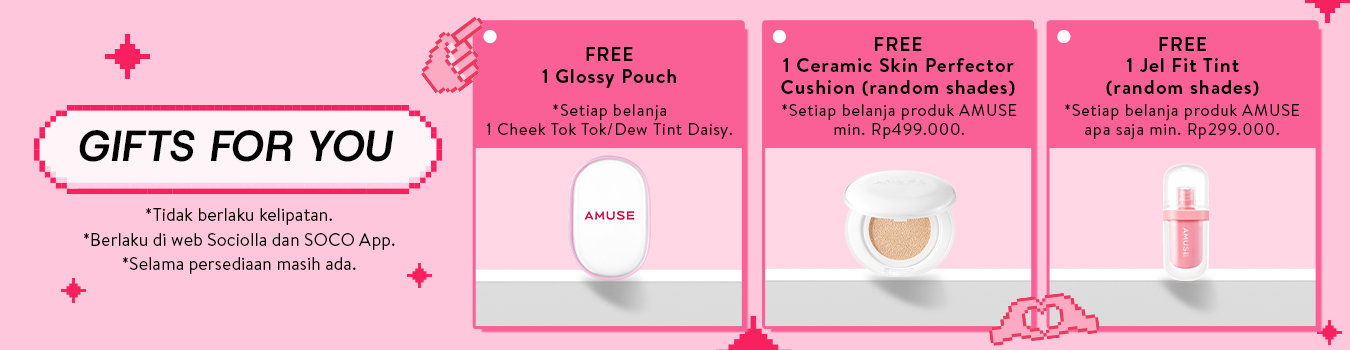 GIFTS FOR YOU
*Tidak berlaku kelipatan.
*Berlaku di web Sociolla dan SOCO App.
*Selama persediaan masih ada.
FREE
1 Glossy Pouch
*Setiap belanja
1 Cheek Tok Tok/Dew Tint Daisy.
AMUSE
FREE
1 Ceramic Skin Perfector
Cushion (random shades)
*Setiap belanja produk AMUSE
min. Rp499.000.
FREE
1 Jel Fit Tint
(random shades)
*Setiap belanja produk AMUSE
apa saja min. Rp299.000.
AMUSE